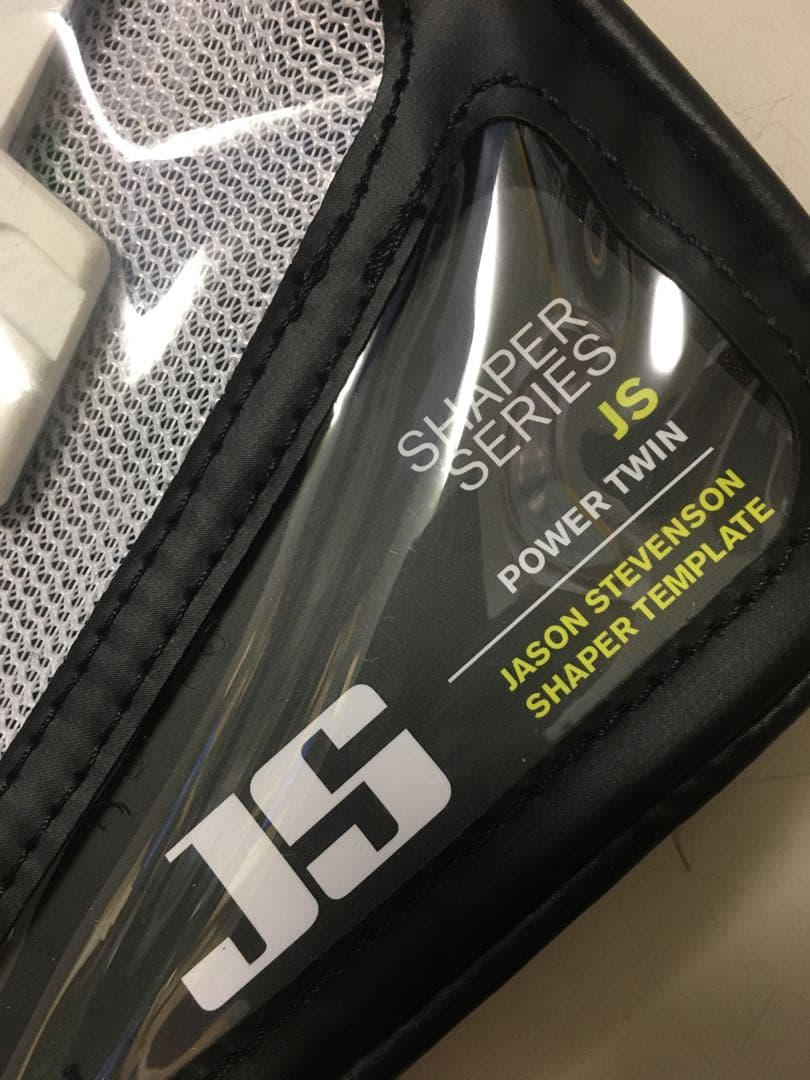 SHAPER
SERIES
JS
POWER TWIN
JASON STEVENSON
SHAPER TEMPLATE
JS